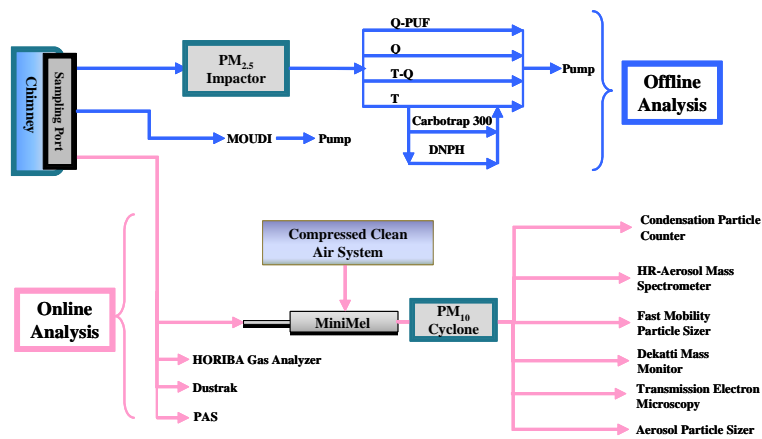 Chimney
Sampling Port
PM2.5
Impactor
Q-PUF
Q
T-Q
T
Carbotrap 300
DNPH
Pump
Offline
Analysis
MOUDI
Pump
Online
Analysis
Compressed Clean
Air System
MiniMel
PM10
Cyclone
HORIBA Gas Analyzer
Dustrak
PAS
Condensation Particle
Counter
HR-Aerosol Mass
Spectrometer
Fast Mobility
Particle Sizer
Dekatti Mass
Monitor
Transmission Electron
Microscopy
Aerosol Particle Sizer